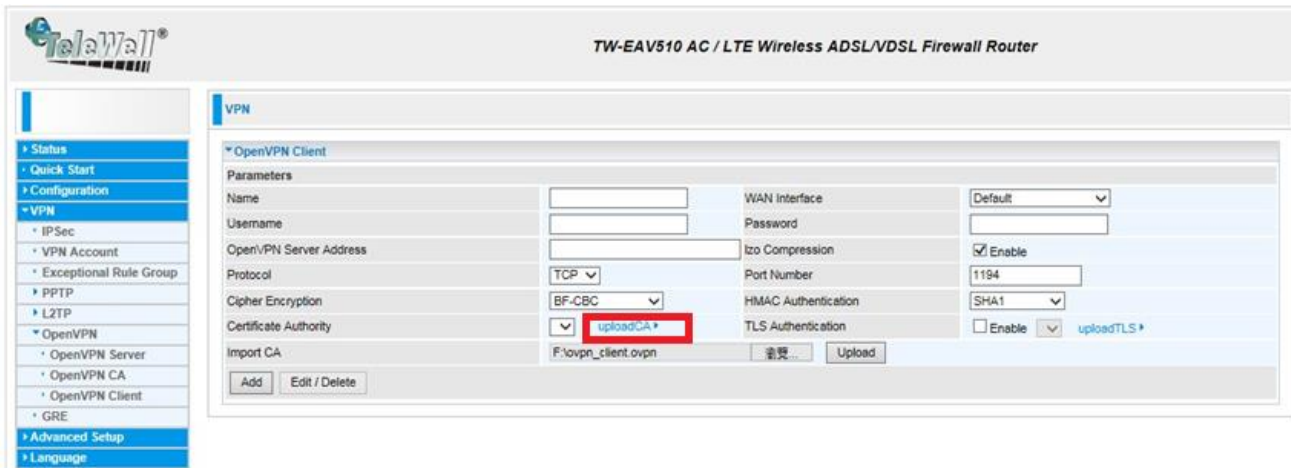 TeleWell®
TW-EAV510 AC / LTE Wireless ADSL/VDSL Firewall Router
Status
Quick Start
Configuration
VPN
IPSec
VPN Account
Exceptional Rule Group
PPTP
L2TP
OpenVPN
OpenVPN Server
OpenVPN CA
OpenVPN Client
GRE
Advanced Setup
Language
VPN
OpenVPN Client
Parameters
Name WAN Interface Default
Username Password
OpenVPN Server Address lzo Compression Enable
Protocol TCP Port Number 1194
Cipher Encryption BF-CBC HMAC Authentication SHA1
Certificate Authority uploadCA TLS Authentication Enable uploadTLS
Import CA F:\ovpn_client.ovpn Upload
Add Edit / Delete